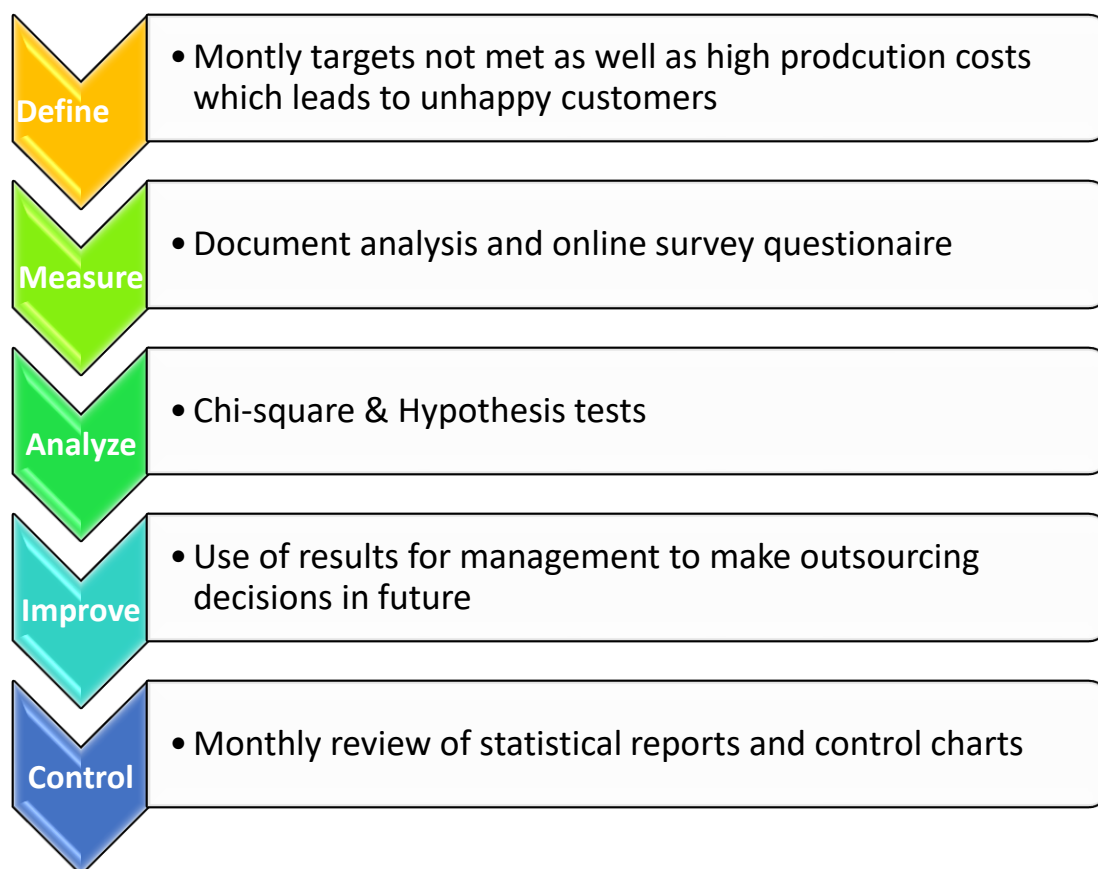 Define
• Montly targets not met as well as high prodcution costs
which leads to unhappy customers
Measure
• Document analysis and online survey questionaire
Analyze
• Chi-square & Hypothesis tests
Improve
• Use of results for management to make outsourcing
decisions in future
Control
• Monthly review of statistical reports and control charts